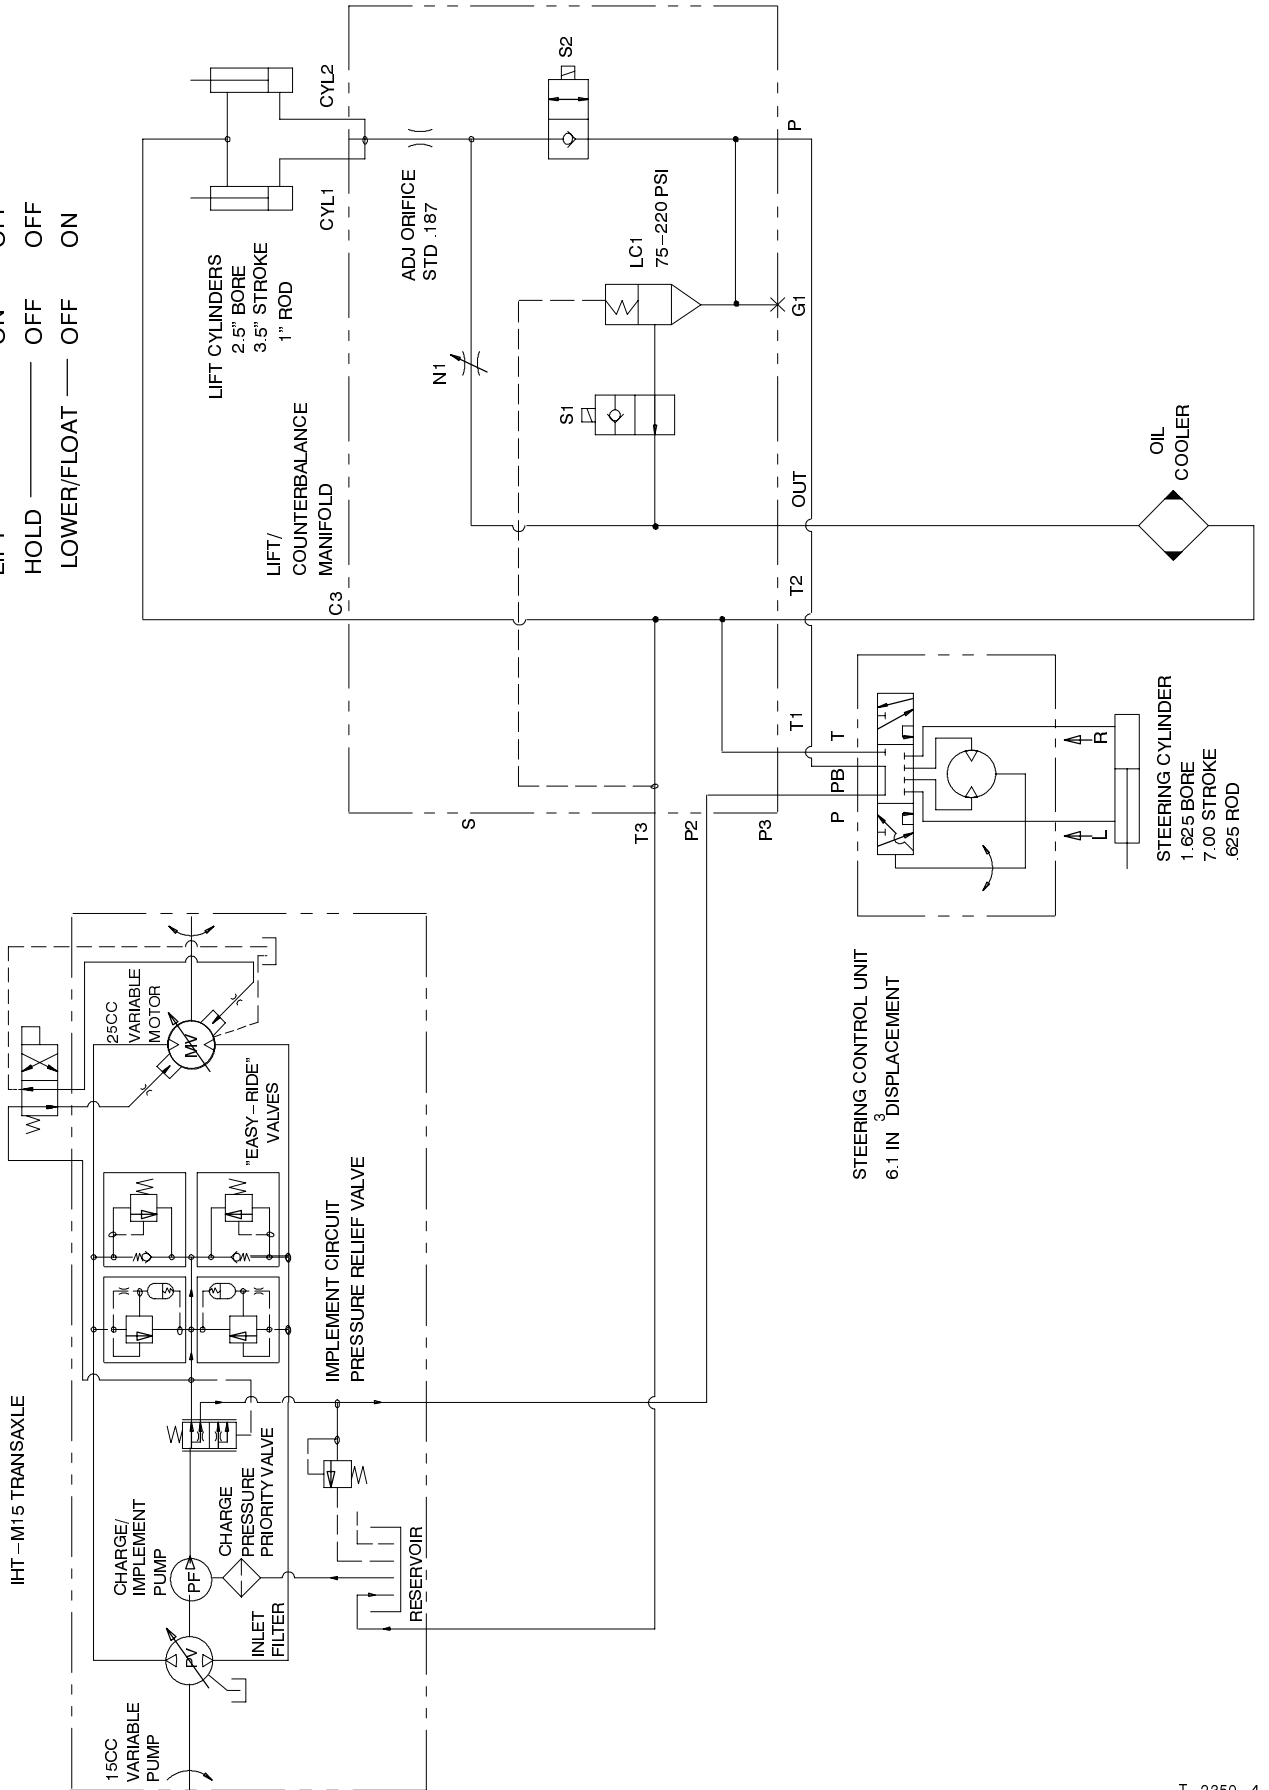 OFF
OFF
ON
HOLD OFF OFF
LOWER/FLOAT OFF ON
CYL2
CYL1
LIFT CYLINDERS
2.5" BORE
3.5" STROKE
1" ROD
ADJ ORIFICE
STD .187
S2
P
LC1
75-220 PSI
G1
N1
S1
LIFT/
COUNTERBALANCE
MANIFOLD
OUT
OIL
COOLER
C3
T2
T1
S
T3
P2
P3
P PB T
L R
STEERING CYLINDER
1.625 BORE
7.00 STROKE
.625 ROD
STEERING CONTROL UNIT
6.1 IN 3 DISPLACEMENT
IHT-M15 TRANSAXLE
25CC
VARIABLE
MOTOR
MV
"EASY-RIDE"
VALVES
IMPLEMENT CIRCUIT
PRESSURE RELIEF VALVE
CHARGE/
IMPLEMENT
PUMP
PF
CHARGE
PRESSURE
PRIORITY VALVE
INLET
FILTER
RESERVOIR
PV
15CC
VARIABLE
PUMP